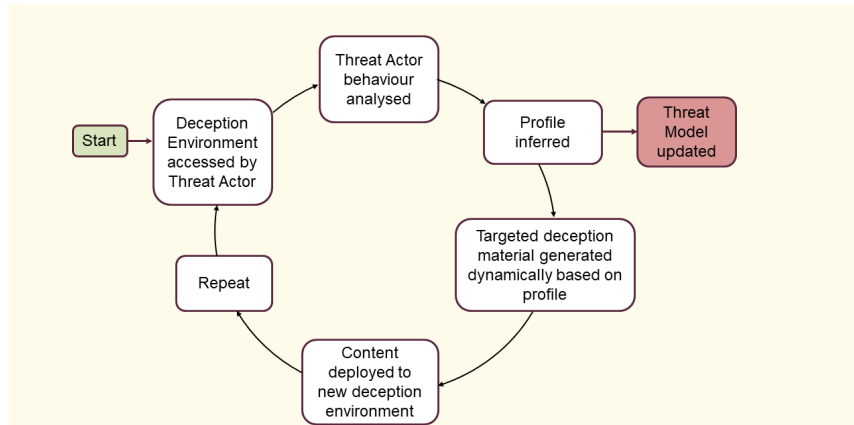 Start
Deception
Environment
accessed by
Threat Actor
Threat Actor
behaviour
analysed
Profile
inferred
Threat
Model
updated
Targeted deception
material generated
dynamically based on
profile
Content
deployed to
new deception
environment
Repeat